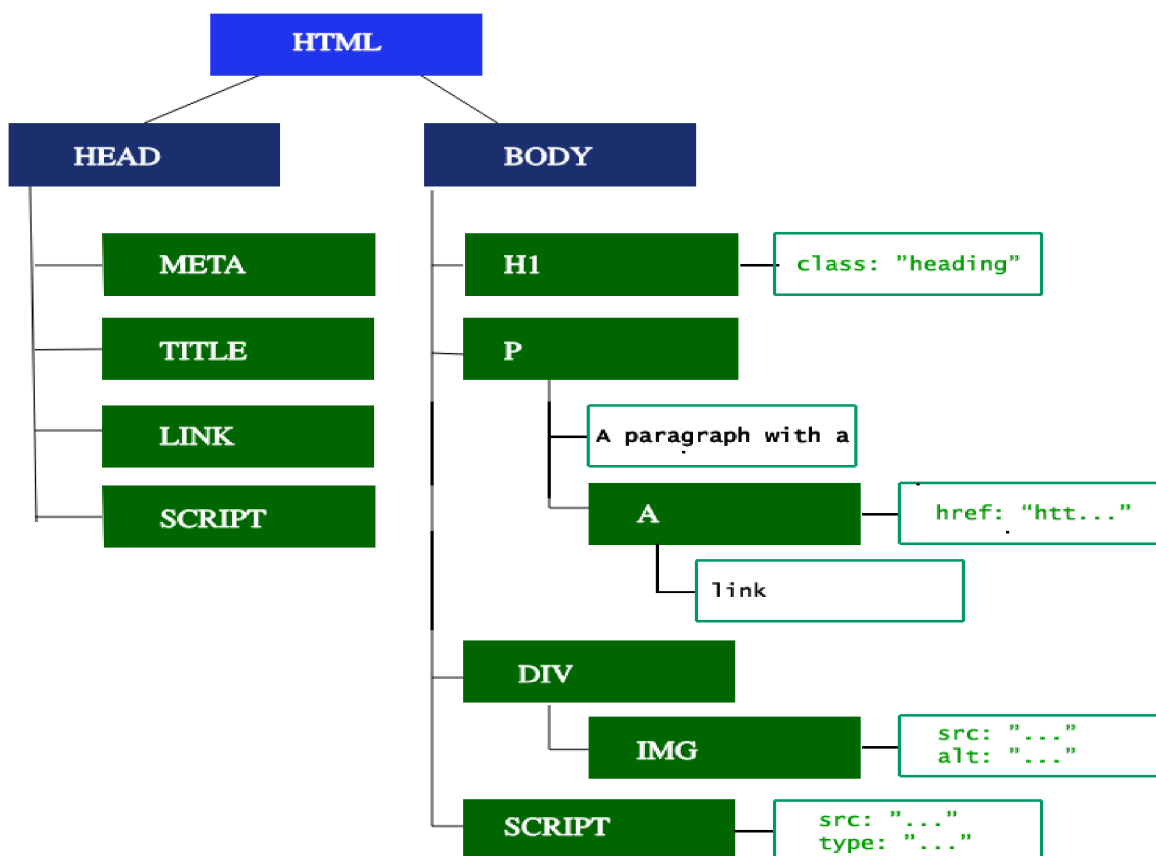 HTML
HEAD
BODY
META
H1
class: ”heading”
TITLE
P
LINK
A paragraph with a
SCRIPT
A
href: “htt...”
link
DIV
IMG
src: ”...”
alt: ”...”
SCRIPT
src: ”...”
type: ”...”